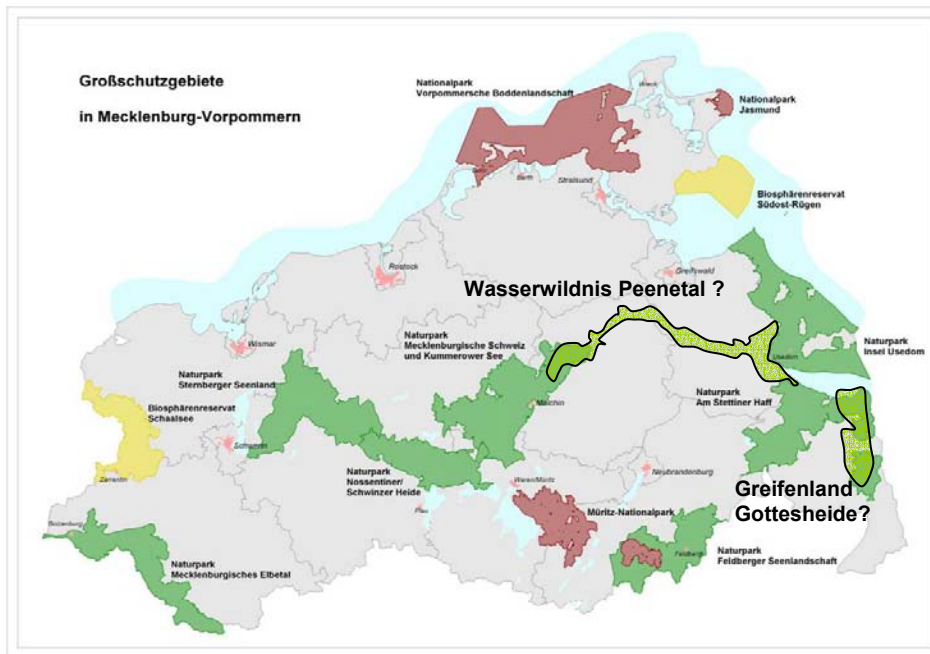 Großschutzgebiete
in Mecklenburg-Vorpommern
Nationalpark
Vorpommersche Boddenlandschaft
Wieck
Nationalpark
Jasmund
Barth
Stralsund
Biosphärenreservat
Südost-Rügen
Rostock
Greifswald
Wasserwildnis Peenetal ?
Wismar
Naturpark
Mecklenburgische Schweiz
und Kummerower See
Naturpark
Insel Usedom
Usedom
Naturpark
Sternberger Seenland
Naturpark
Am Stettiner Haff
Malchin
Biosphärenreservat
Schaalsee
Schwerin
Zarrentin
Naturpark
Nossentiner/
Schwinzer Heide
Neubrandenburg
Waren/Müritz
Greifenland
Gottesheide?
Plau
Müritz-Nationalpark
Boizenburg
Feldberg
Naturpark
Feldberger Seenlandschaft
Naturpark
Mecklenburgisches Elbetal